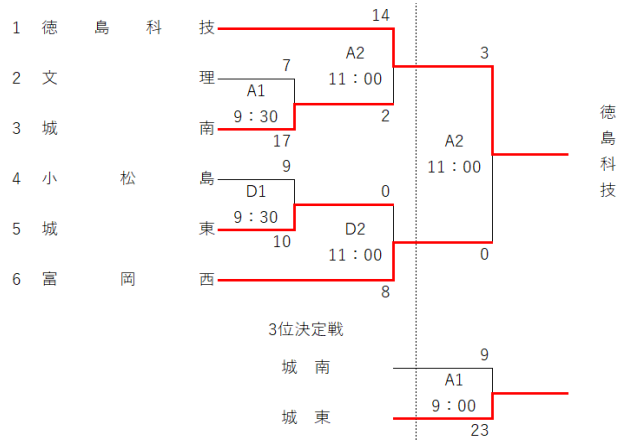 1 徳島科技 14
3
2 文理 7
A2
11：00
A1
9：30
3 城南 17
2
A2
11：00
徳島科技
4 小松島 9
0
D1
9：30
5 城東 10
D2
11：00
0
6 富岡西 8
3位決定戦
城南 9
A1
9：00
城東 23